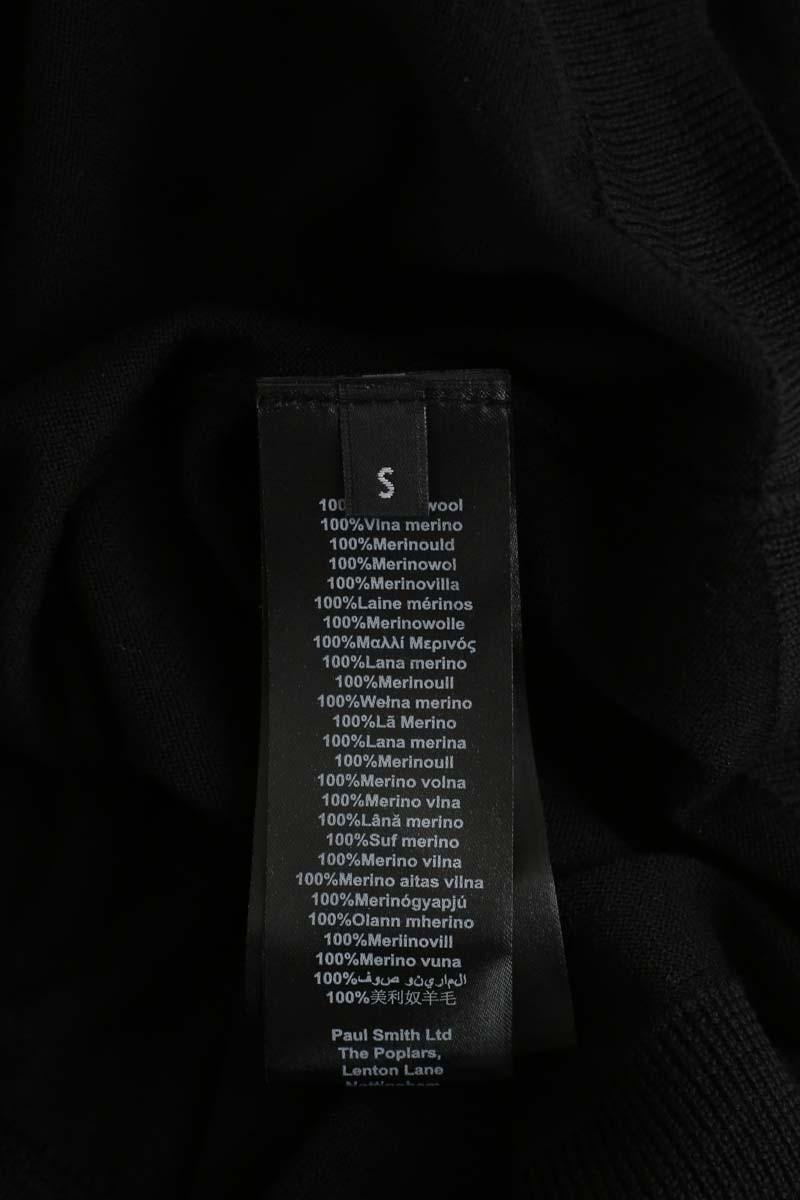 S
100% wool
100%Vlna merino
100%Merinould
100%Merinowol
100%Merinovilla
100%Laine mérinos
100%Merinowolle
100%Μαλλί Μερινός
100%Lana merino
100%Merinoull
100%Wełna merino
100%Lã Merino
100%Lana merina
100%Merinoull
100%Merino volna
100%Merino vlna
100%Lână merino
100%Suf merino
100%Merino vilna
100%Merino aitas vilna
100%Merinógyapjú
100%Olann mherino
100%Meriinovill
100%Merino vuna
100%المارينو صوف
100%美利奴羊毛
Paul Smith Ltd
The Poplars,
Lenton Lane